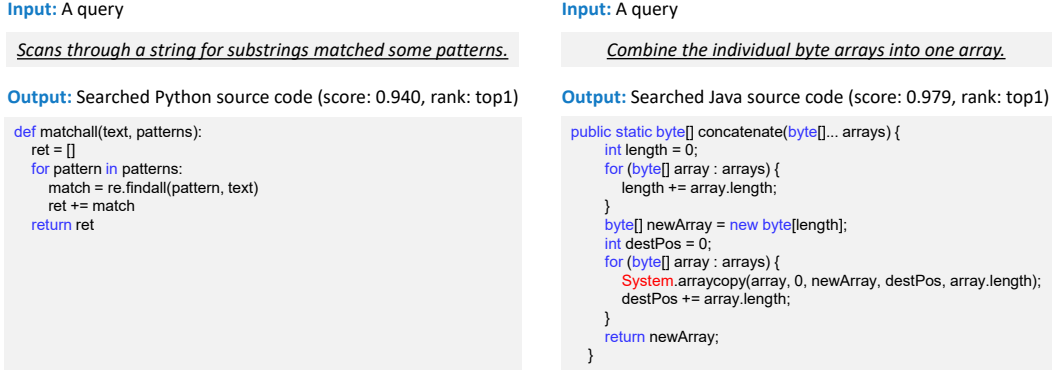 Input: A query
Scans through a string for substrings matched some patterns.
Output: Searched Python source code (score: 0.940, rank: top1)
def matchall(text, patterns):
ret = []
for pattern in patterns:
match = re.findall(pattern, text)
ret += match
return ret
Input: A query
Combine the individual byte arrays into one array.
Output: Searched Java source code (score: 0.979, rank: top1)
public static byte[] concatenate(byte[]... arrays) {
int length = 0;
for (byte[] array : arrays) {
length += array.length;
}
byte[] newArray = new byte[length];
int destPos = 0;
for (byte[] array : arrays) {
System.arraycopy(array, 0, newArray, destPos, array.length);
destPos += array.length;
}
return newArray;
}